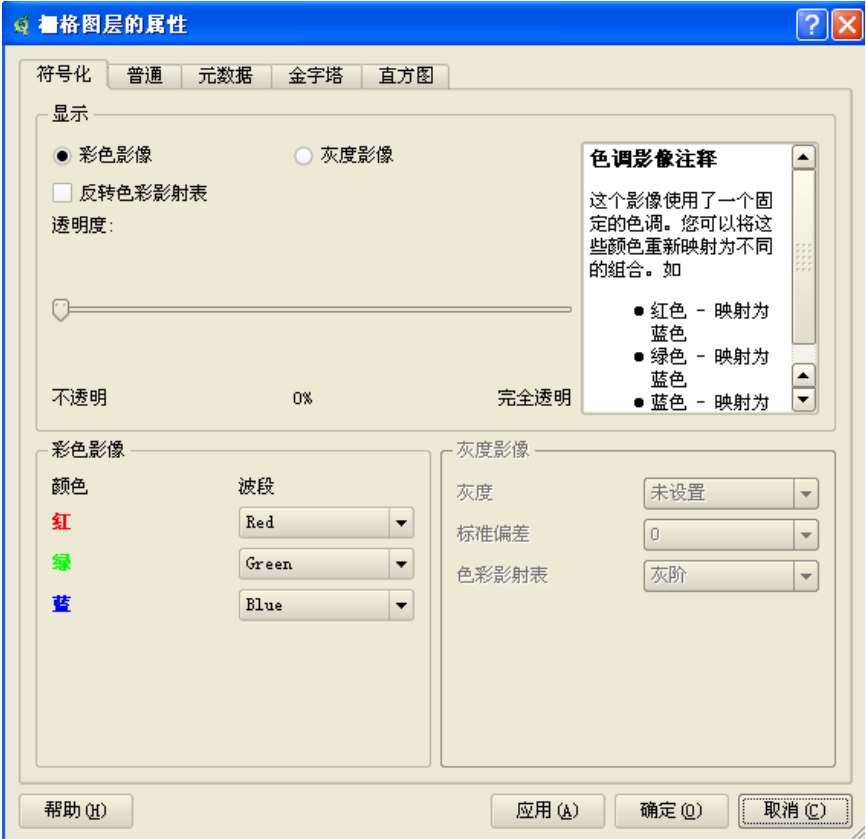 栅格图层的属性
符号化 普通 元数据 金字塔 直方图
显示
彩色影像 灰度影像
反转色彩影射表
透明度:
不透明 0% 完全透明
色调影像注释
这个影像使用了一个固
定的色调。您可以将这
些颜色重新映射为不同
的组合。如
● 红色 - 映射为
蓝色
● 绿色 - 映射为
蓝色
● 蓝色 - 映射为
彩色影像
颜色 波段
红 Red
绿 Green
蓝 Blue
灰度影像
灰度 未设置
标准偏差 0
色彩影射表 灰阶
帮助(H) 应用(A) 确定(O) 取消(C)